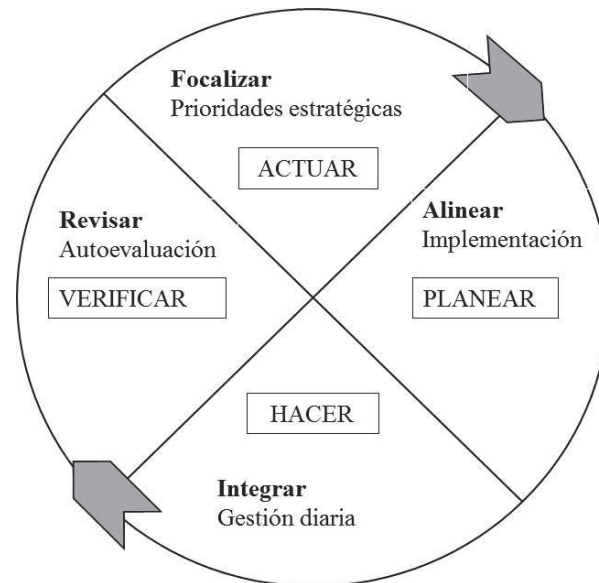 Focalizar
Prioridades estratégicas
ACTUAR
Revisar
Autoevaluación
VERIFICAR
Alinear
Implementación
PLANEAR
HACER
Integrar
Gestión diaria